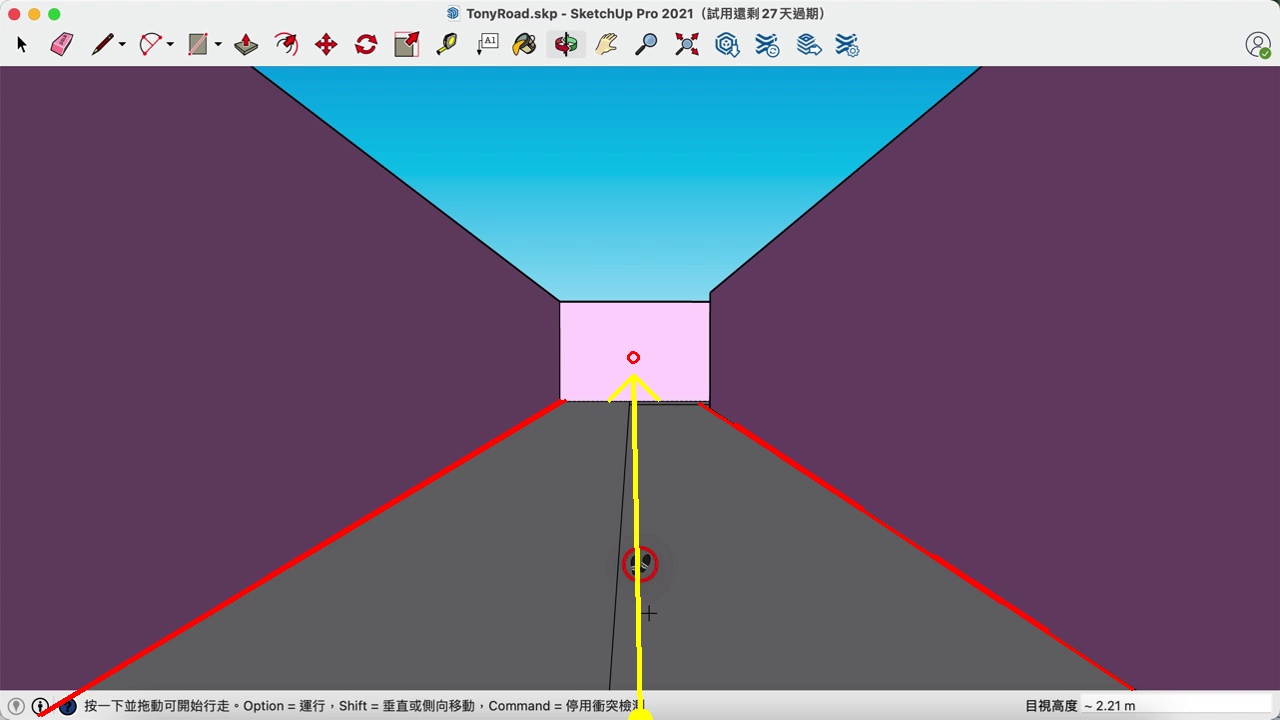 TonyRoad.skp - SketchUp Pro 2021（試用還剩 27 天過期）
A1
按一下並拖動可開始行走。Option = 運行，Shift = 垂直或側向移動，Command = 停用衝突檢測
目視高度 ~ 2.21 m